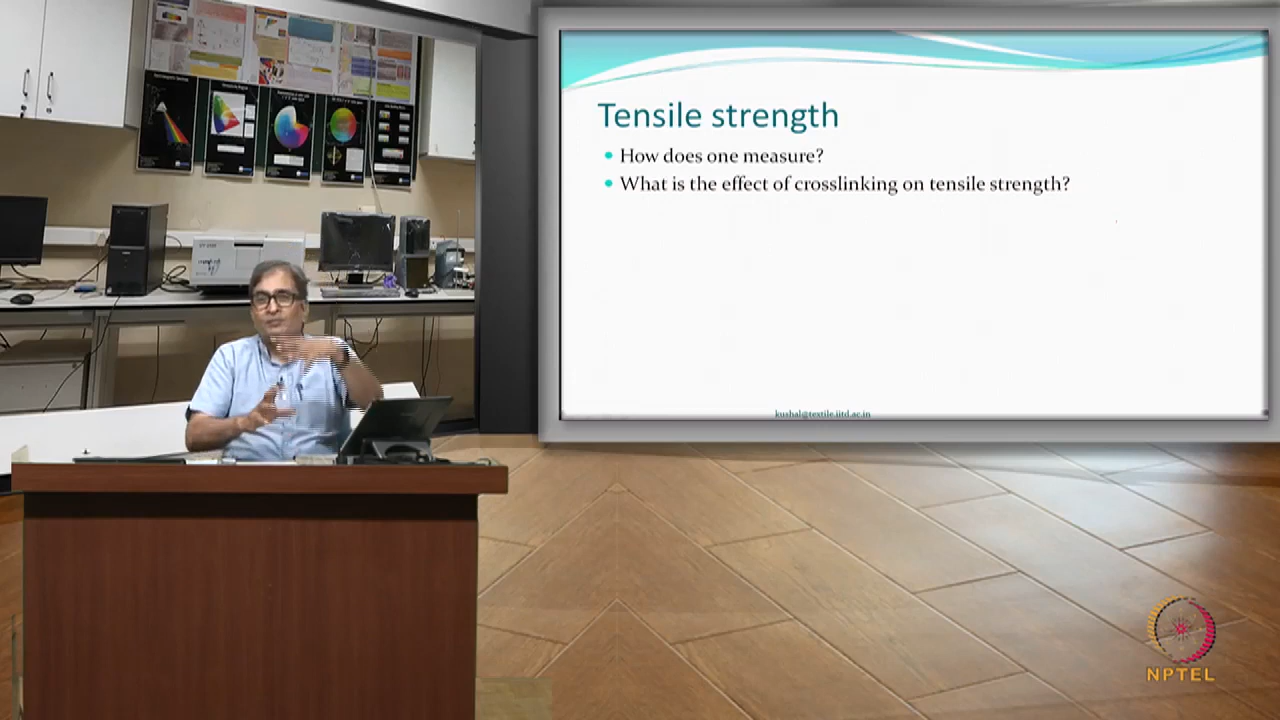 Tensile strength
How does one measure?
What is the effect of crosslinking on tensile strength?
kushal@textile.iitd.ac.in
NPTEL